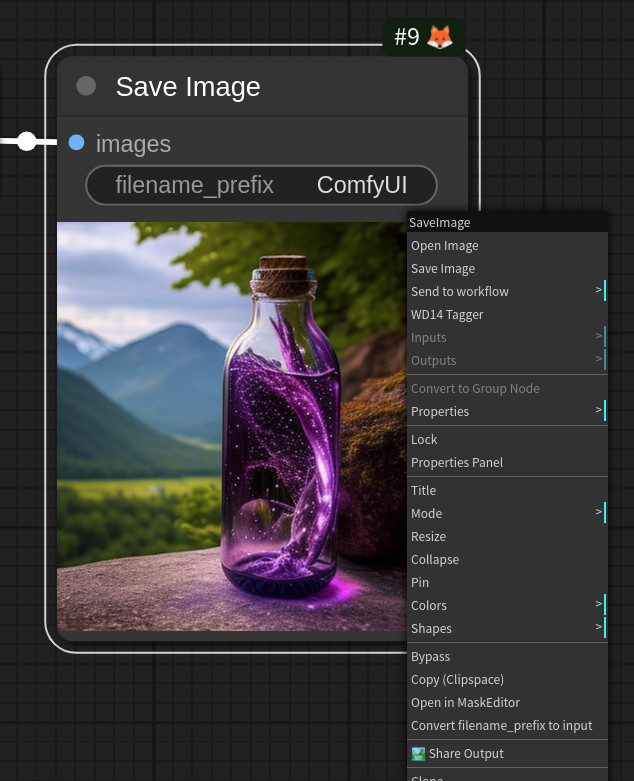 #9 🦊
Save Image
images
filename_prefix ComfyUI
SaveImage
Open Image
Save Image
Send to workflow >
WD14 Tagger
Inputs >
Outputs >
Convert to Group Node
Properties >
Lock
Properties Panel
Title
Mode >
Resize
Collapse
Pin
Colors >
Shapes >
Bypass
Copy (Clipspace)
Open in MaskEditor
Convert filename_prefix to input
Share Output
Clone